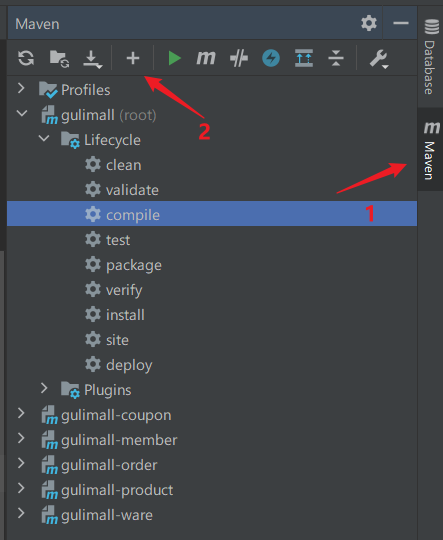 Maven
Profiles
gulimall (root)
Lifecycle
clean
validate
compile
test
package
verify
install
site
deploy
Plugins
gulimall-coupon
gulimall-member
gulimall-order
gulimall-product
gulimall-ware
2
1
Database
m Maven